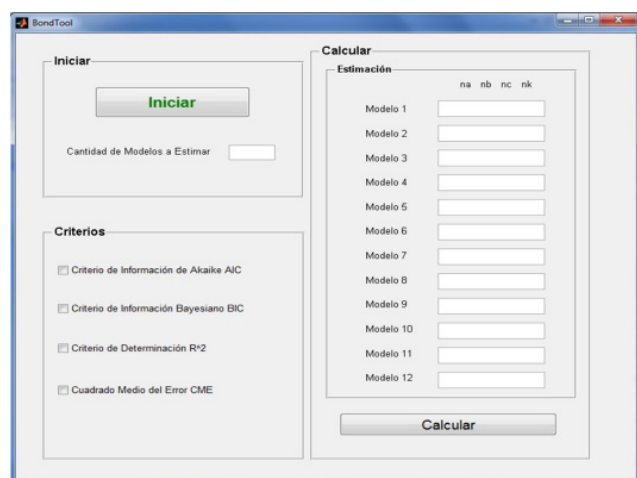 BondTool
Iniciar
Iniciar
Cantidad de Modelos a Estimar
Criterios
Criterio de Información de Akaike AIC
Criterio de Información Bayesiano BIC
Criterio de Determinación R^2
Cuadrado Medio del Error CME
Calcular
Estimación
na nb nc nk
Modelo 1
Modelo 2
Modelo 3
Modelo 4
Modelo 5
Modelo 6
Modelo 7
Modelo 8
Modelo 9
Modelo 10
Modelo 11
Modelo 12
Calcular